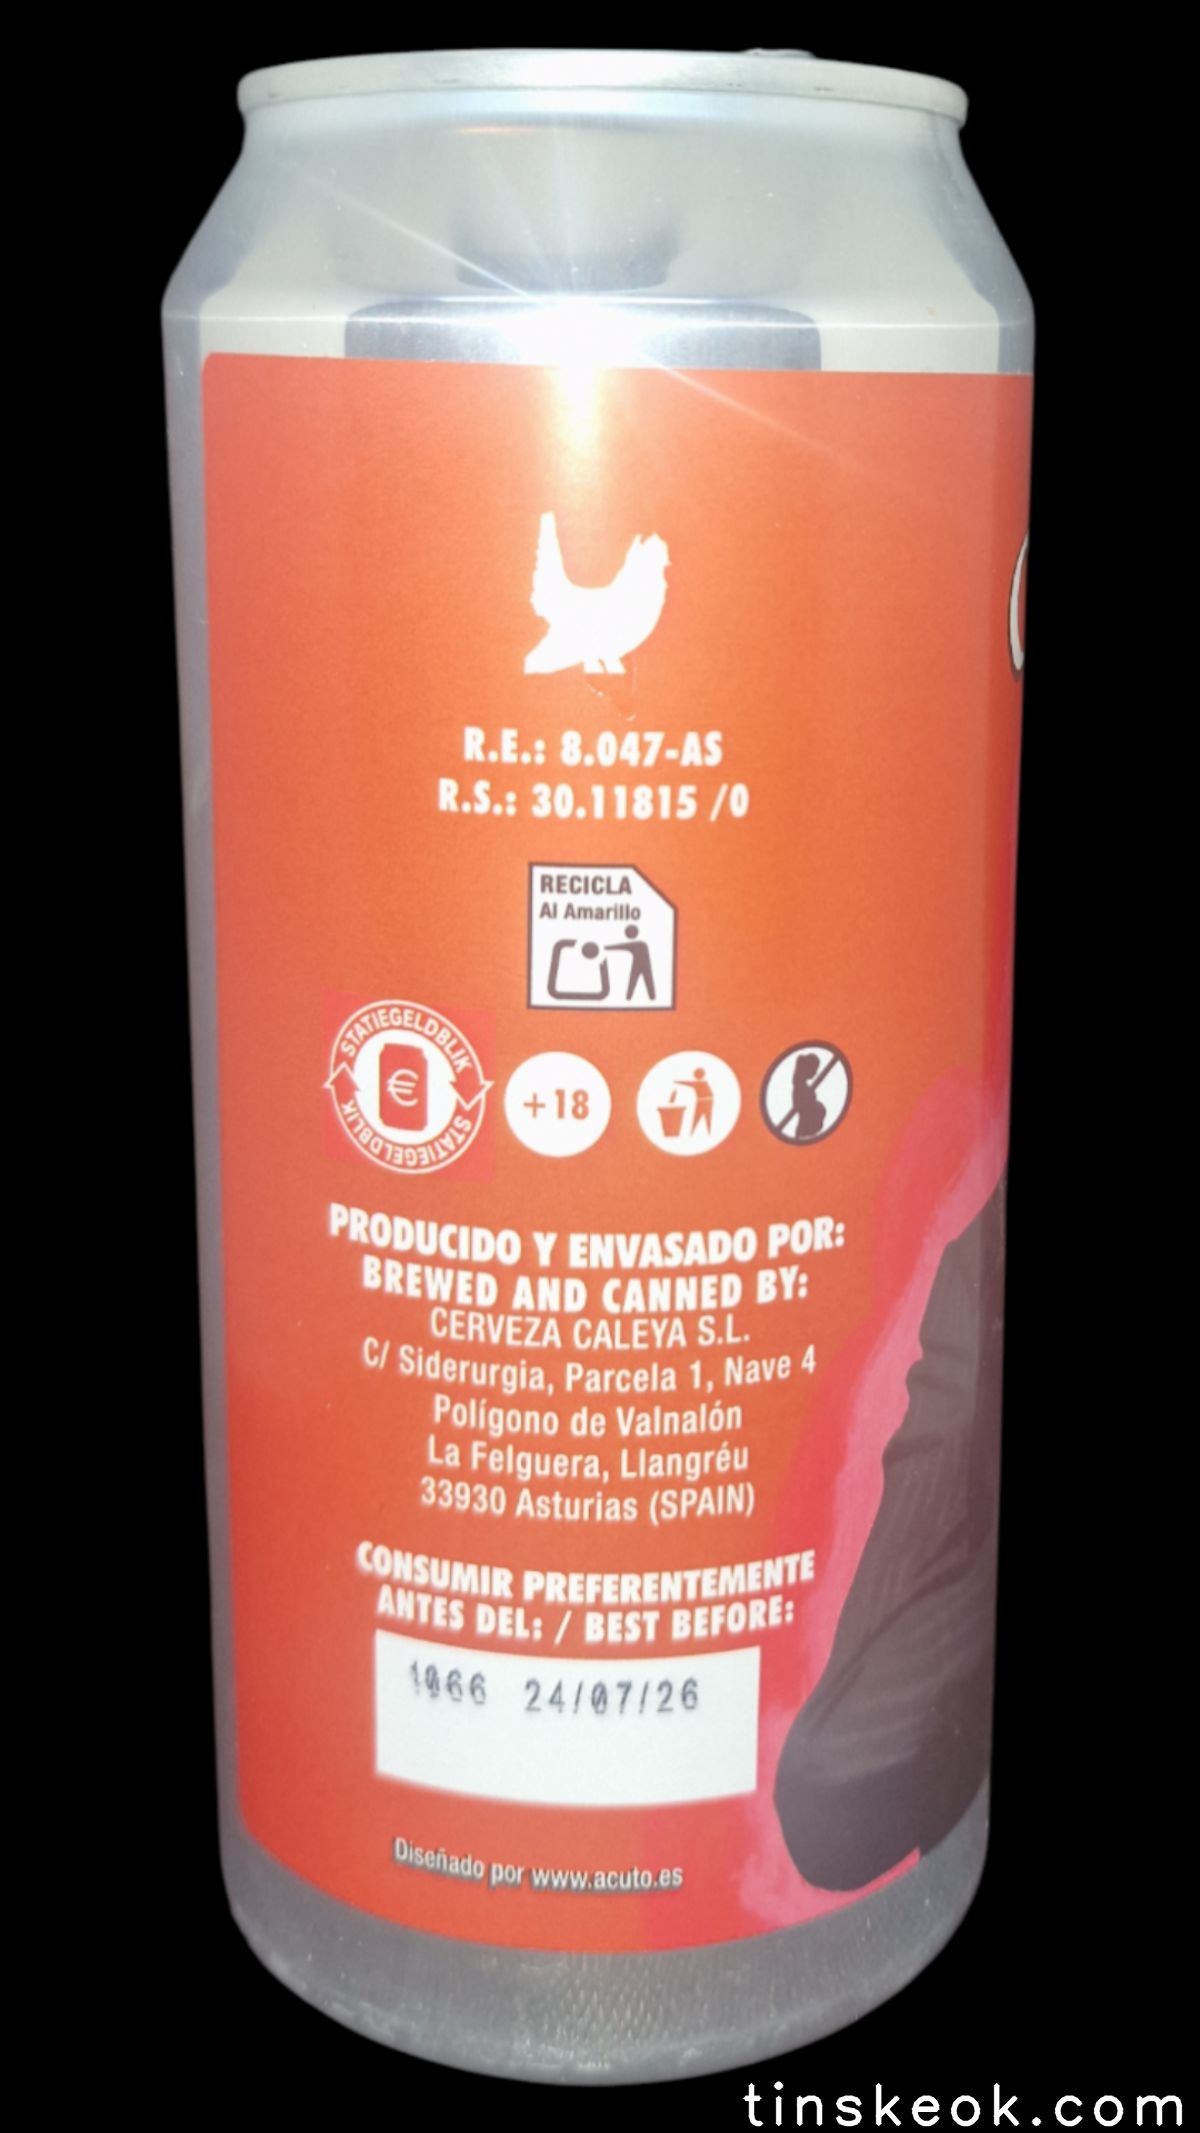 R.E.: 8.047-AS
R.S.: 30.11815 /0
RECICLA
Al Amarillo
STATIEGELDBLIK
€
STATIEGELDBLIK
+18
PRODUCIDO Y ENVASADO POR:
BREWED AND CANNED BY:
CERVEZA CALEYA S.L.
C/ Siderurgia, Parcela 1, Nave 4
Polígono de Valnalón
La Felguera, Llangréu
33930 Asturias (SPAIN)
CONSUMIR PREFERENTEMENTE
ANTES DEL: / BEST BEFORE:
1066 24/07/26
Diseñado por www.acuto.es
tinskeok.com